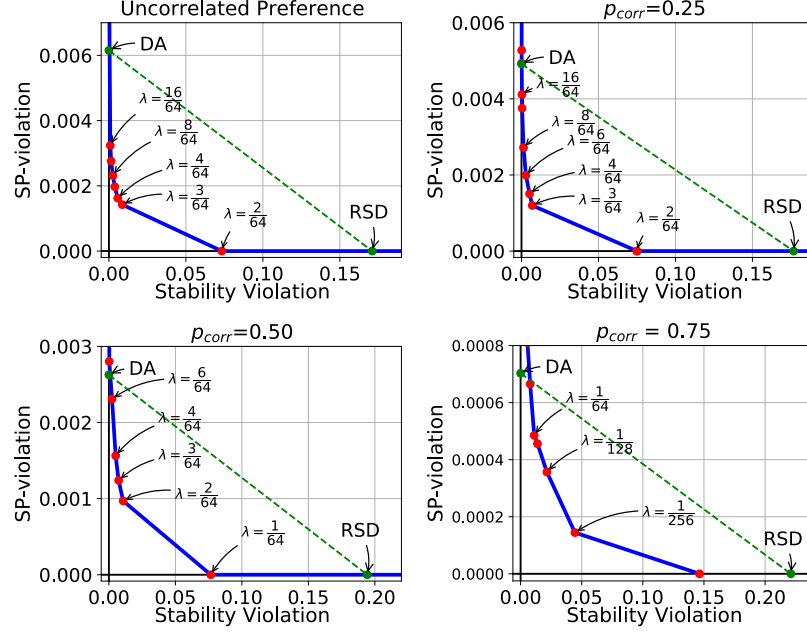 Uncorrelated Preference
SP-violation
0.006
0.004
0.002
0.000
DA
λ = 16/64
λ = 8/64
λ = 4/64
λ = 3/64
λ = 2/64
RSD
0.00 0.05 0.10 0.15
Stability Violation
p_corr=0.25
SP-violation
0.006
0.004
0.002
0.000
DA
λ = 16/64
λ = 8/64
λ = 6/64
λ = 4/64
λ = 3/64
λ = 2/64
RSD
0.00 0.05 0.10 0.15
Stability Violation
p_corr=0.50
SP-violation
0.003
0.002
0.001
0.000
DA
λ = 6/64
λ = 4/64
λ = 3/64
λ = 2/64
λ = 1/64
RSD
0.00 0.05 0.10 0.15 0.20
Stability Violation
p_corr = 0.75
SP-violation
0.0008
0.0006
0.0004
0.0002
0.0000
DA
λ = 1/64
λ = 1/128
λ = 1/256
RSD
0.00 0.05 0.10 0.15 0.20
Stability Violation